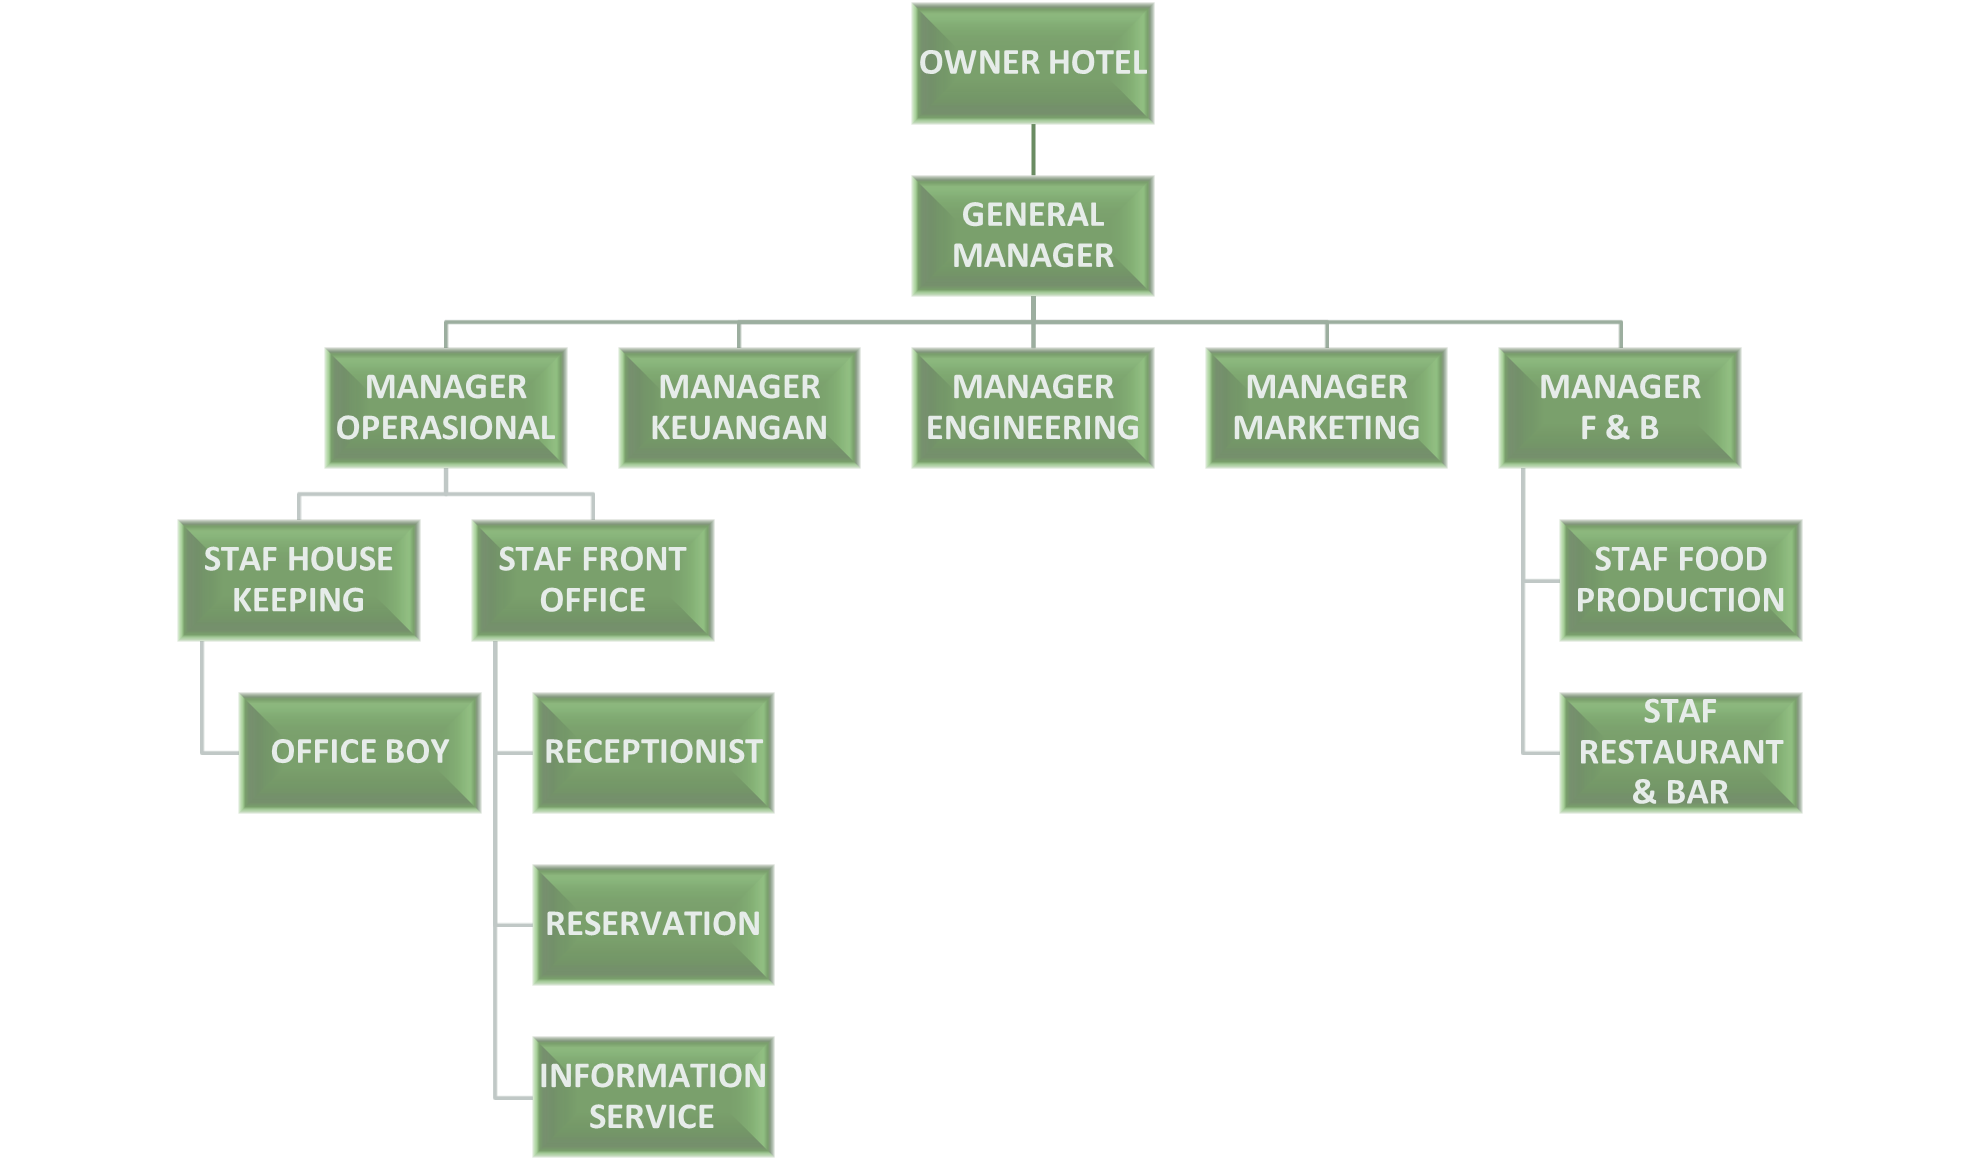 OWNER HOTEL
GENERAL
MANAGER
MANAGER
OPERASIONAL
MANAGER
KEUANGAN
MANAGER
ENGINEERING
MANAGER
MARKETING
MANAGER
F & B
STAF HOUSE
KEEPING
STAF FRONT
OFFICE
STAF FOOD
PRODUCTION
OFFICE BOY
RECEPTIONIST
STAF
RESTAURANT
& BAR
RESERVATION
INFORMATION
SERVICE